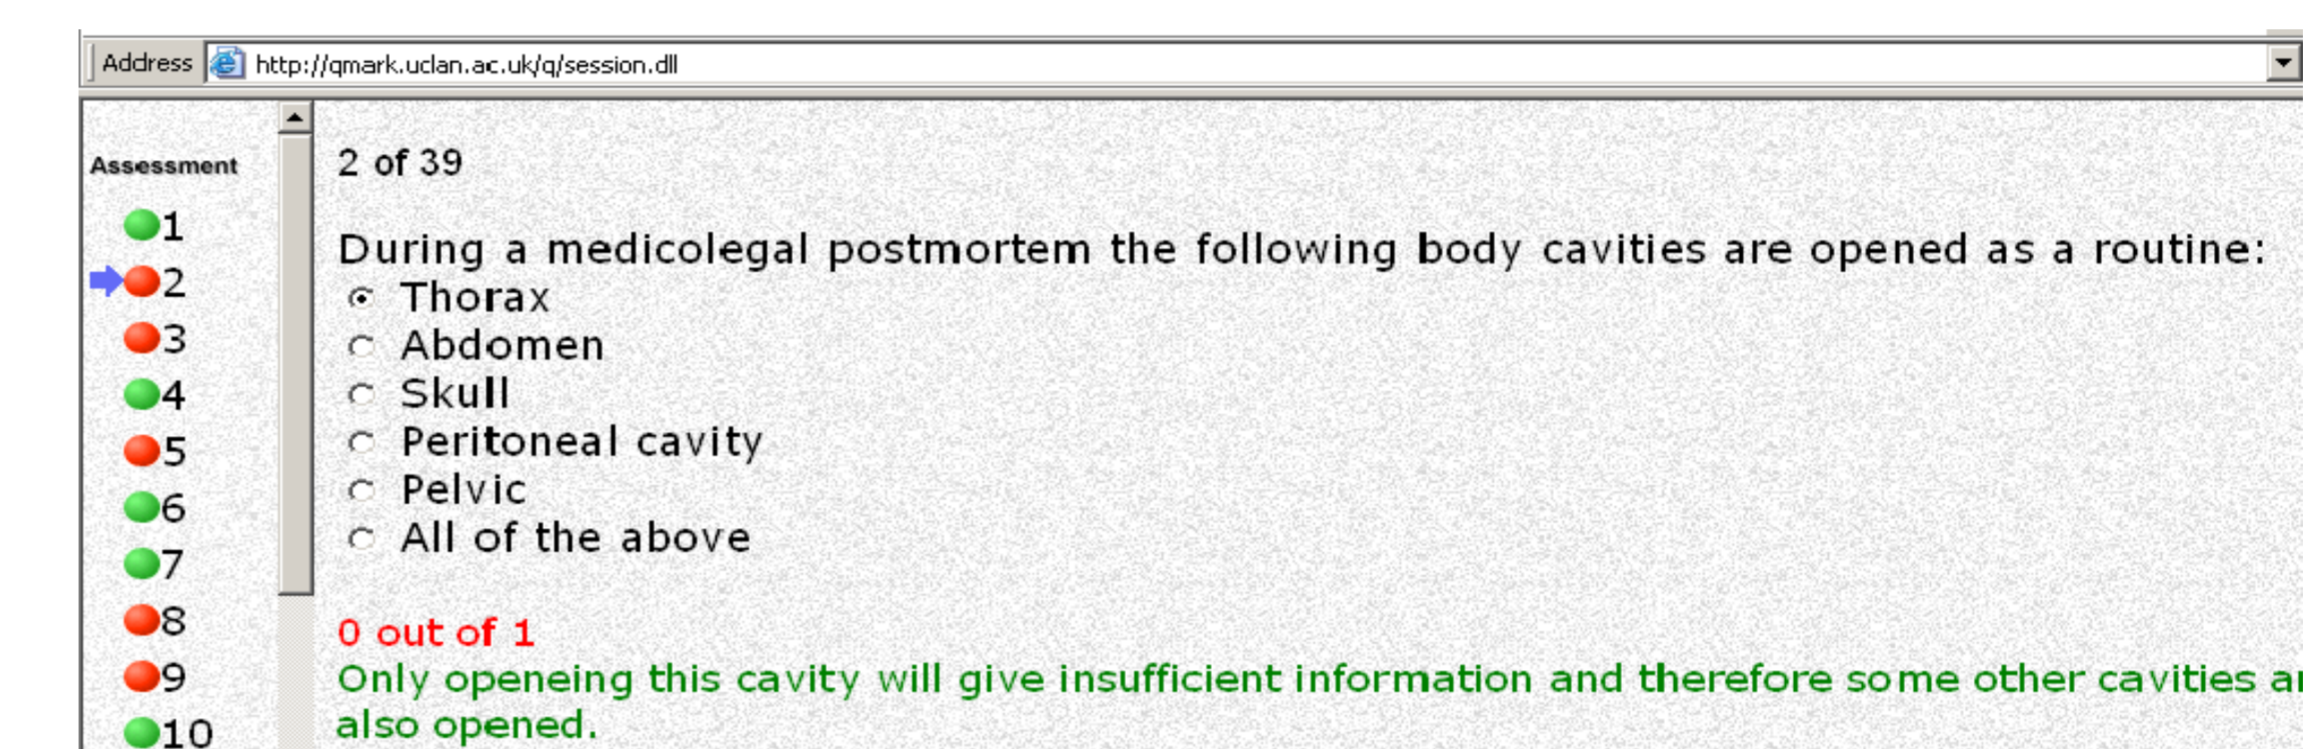 Address http://qmark.uclan.ac.uk/q/session.dll
Assessment
1
2
3
4
5
6
7
8
9
10
2 of 39
During a medicolegal postmortem the following body cavities are opened as a routine:
Thorax
Abdomen
Skull
Peritoneal cavity
Pelvic
All of the above
0 out of 1
Only openeing this cavity will give insufficient information and therefore some other cavities
also opened.